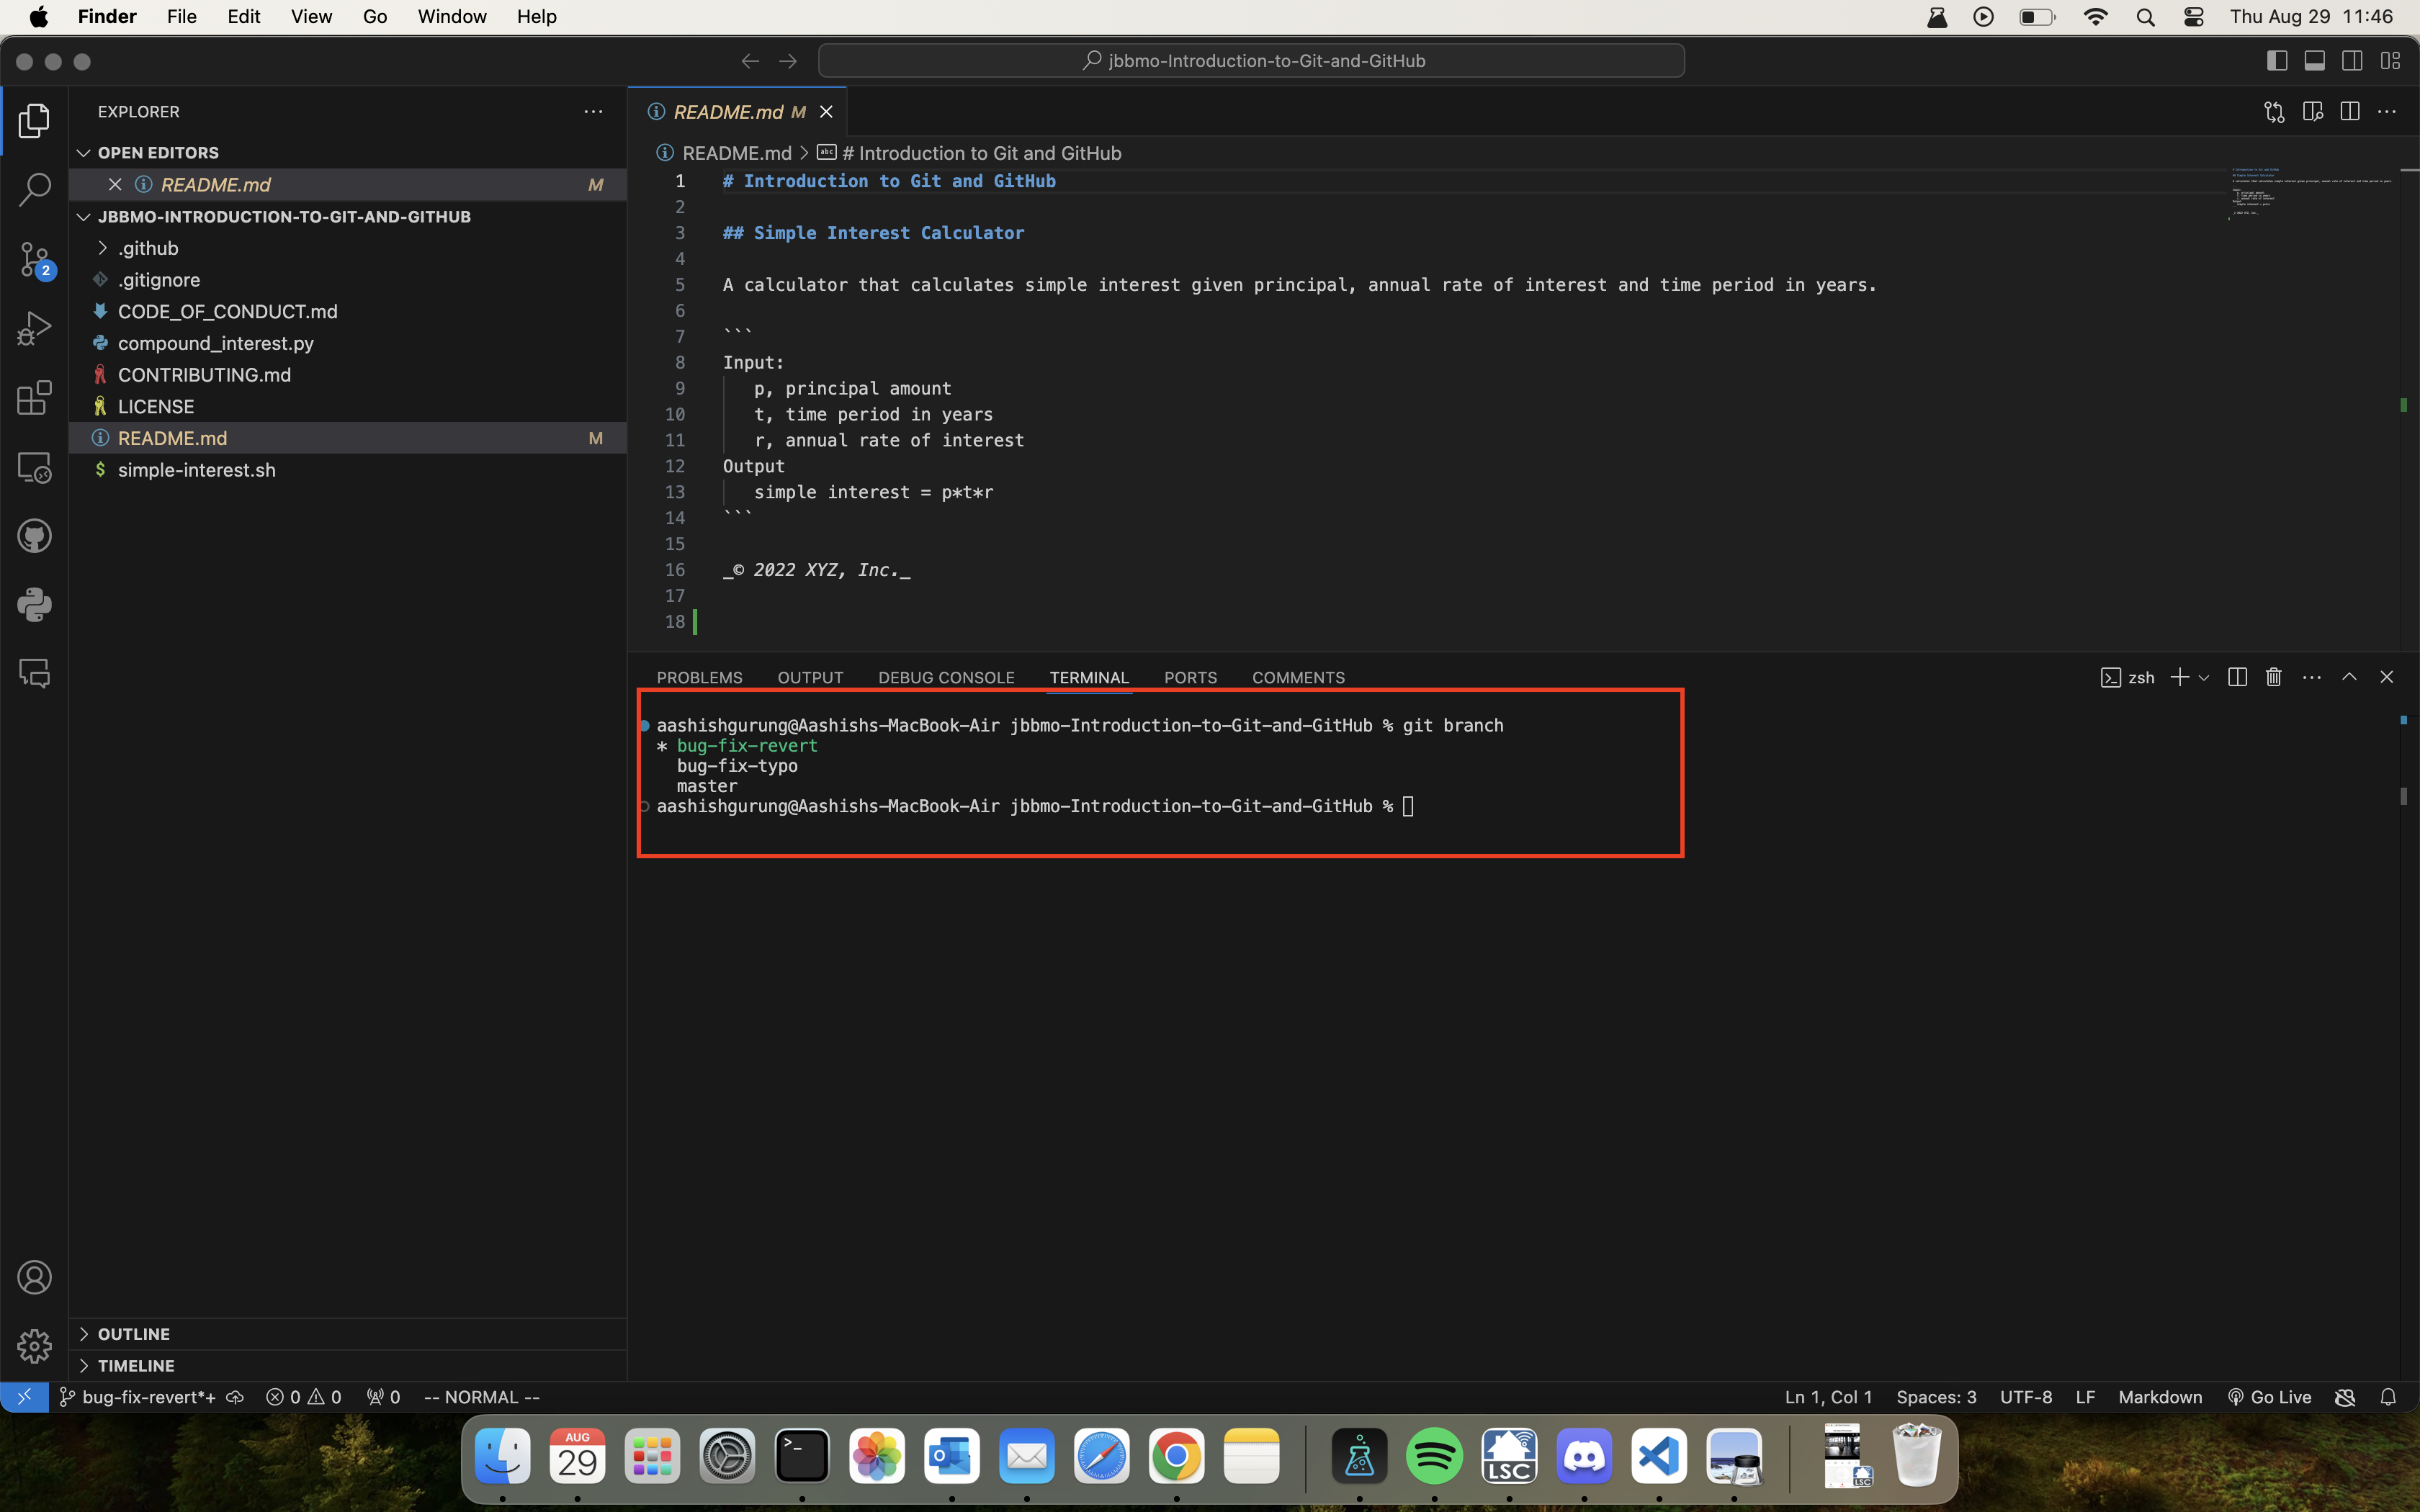 Finder File Edit View Go Window Help Thu Aug 29 11:46
jbbmo-Introduction-to-Git-and-GitHub
EXPLORER
OPEN EDITORS
README.md M
JBBMO-INTRODUCTION-TO-GIT-AND-GITHUB
.github
.gitignore
CODE_OF_CONDUCT.md
compound_interest.py
CONTRIBUTING.md
LICENSE
README.md M
simple-interest.sh
OUTLINE
TIMELINE
2
README.md M
README.md > # Introduction to Git and GitHub
1 # Introduction to Git and GitHub
2
3 ## Simple Interest Calculator
4
5 A calculator that calculates simple interest given principal, annual rate of interest and time period in years.
6
7 ```
8 Input:
9 p, principal amount
10 t, time period in years
11 r, annual rate of interest
12 Output
13 simple interest = p*t*r
14 ```
15
16 _© 2022 XYZ, Inc._
17
18
PROBLEMS OUTPUT DEBUG CONSOLE TERMINAL PORTS COMMENTS zsh
aashishgurung@Aashishs-MacBook-Air jbbmo-Introduction-to-Git-and-GitHub % git branch
* bug-fix-revert
bug-fix-typo
master
aashishgurung@Aashishs-MacBook-Air jbbmo-Introduction-to-Git-and-GitHub %
bug-fix-revert*+ 0 0 0 -- NORMAL -- Ln 1, Col 1 Spaces: 3 UTF-8 LF Markdown Go Live
AUG
29
LSC